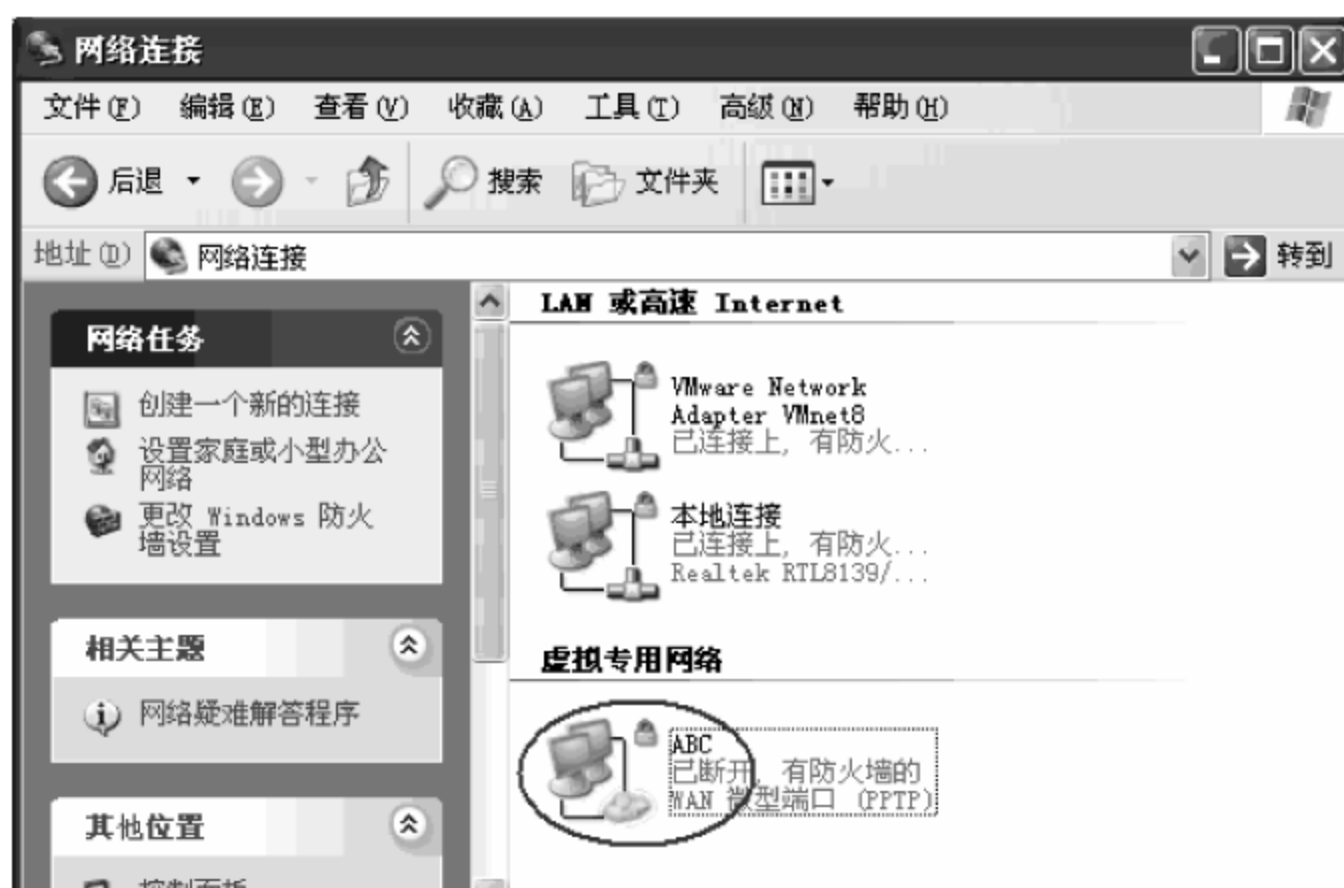 网络连接
文件(F) 编辑(E) 查看(V) 收藏(A) 工具(T) 高级(N) 帮助(H)
后退 搜索 文件夹
地址(D) 网络连接 转到
网络任务
创建一个新的连接
设置家庭或小型办公
网络
更改 Windows 防火
墙设置
相关主题
网络疑难解答程序
其他位置
控制面板
LAN 或高速 Internet
VMware Network
Adapter VMnet8
已连接上, 有防火...
本地连接
已连接上, 有防火...
Realtek RTL8139/...
虚拟专用网络
ABC
已断开, 有防火墙的
WAN 微型端口 (PPTP)